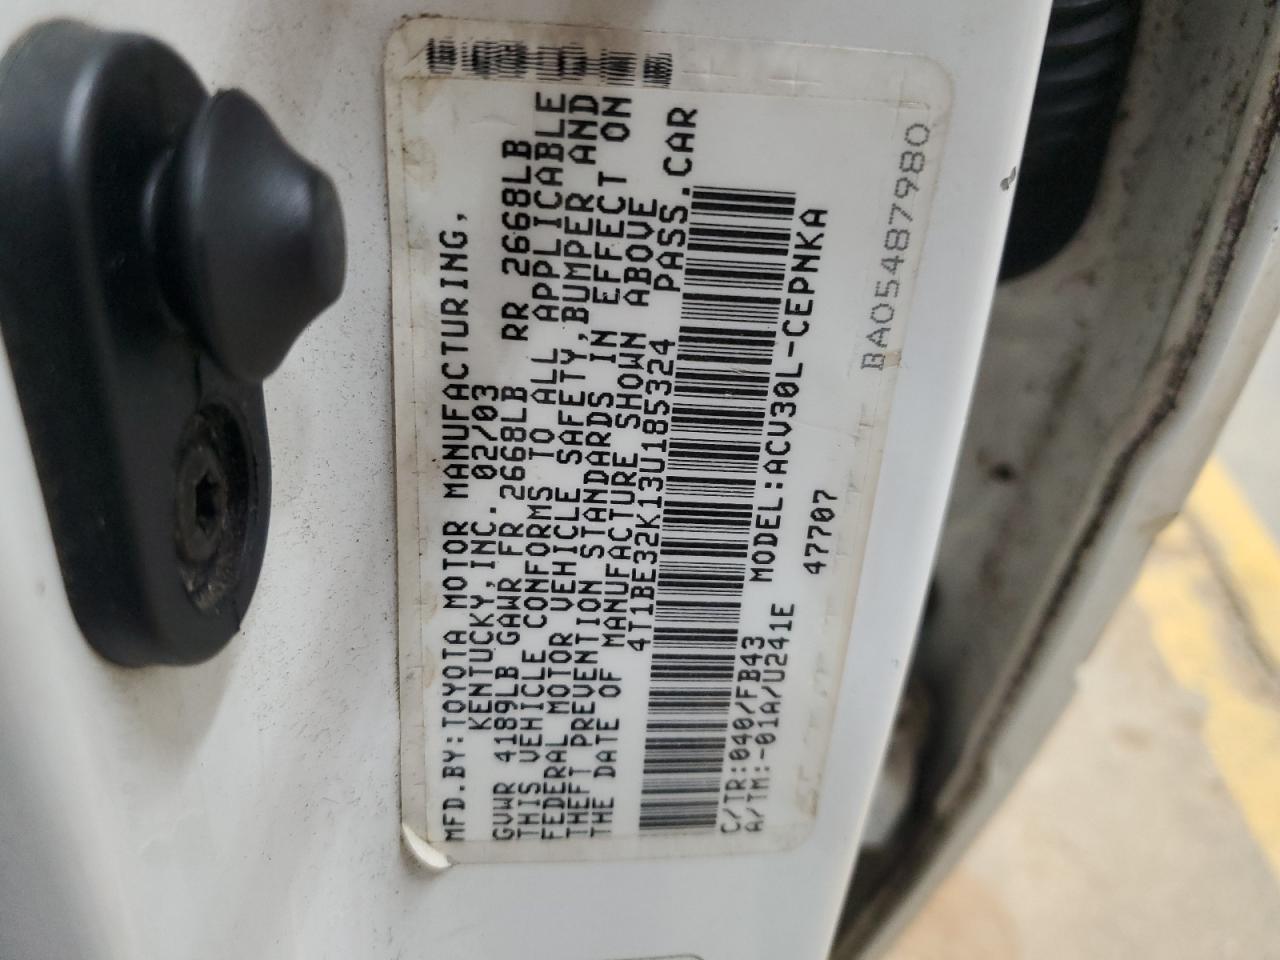 MFD.BY:TOYOTA MOTOR MANUFACTURING,
KENTUCKY,INC. 02/03
GVWR 4189LB GAWR FR 2668LB RR 2668LB
THIS VEHICLE CONFORMS TO ALL APPLICABLE
FEDERAL MOTOR VEHICLE SAFETY,BUMPER AND
THEFT PREVENTION STANDARDS IN EFFECT ON
THE DATE OF MANUFACTURE SHOWN ABOVE
4T1BE32K13U185324 PASS.CAR
C/TR:040/FB43 MODEL:ACV30L-CEPNKA
A/TM:-01A/U241E 47707
BA05487980